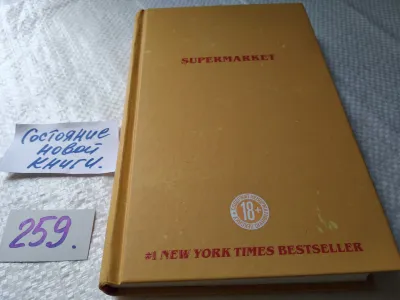 SUPERMARKET
Состояние
новой
книги.
259.
18+
#1 NEW YORK TIMES BESTSELLER